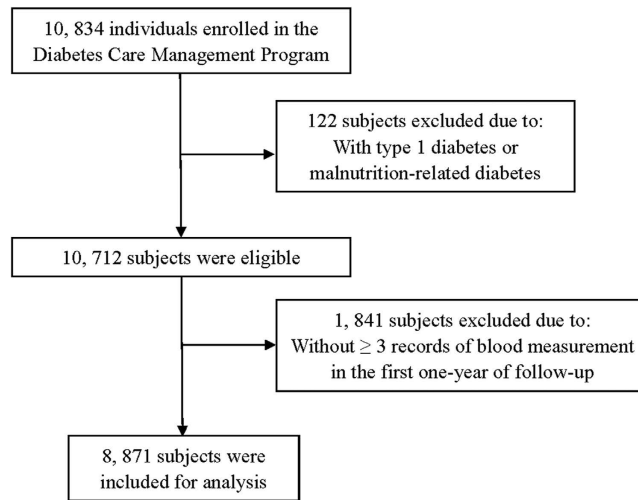 10, 834 individuals enrolled in the
Diabetes Care Management Program
122 subjects excluded due to:
With type 1 diabetes or
malnutrition-related diabetes
10, 712 subjects were eligible
1, 841 subjects excluded due to:
Without ≥ 3 records of blood measurement
in the first one-year of follow-up
8, 871 subjects were
included for analysis